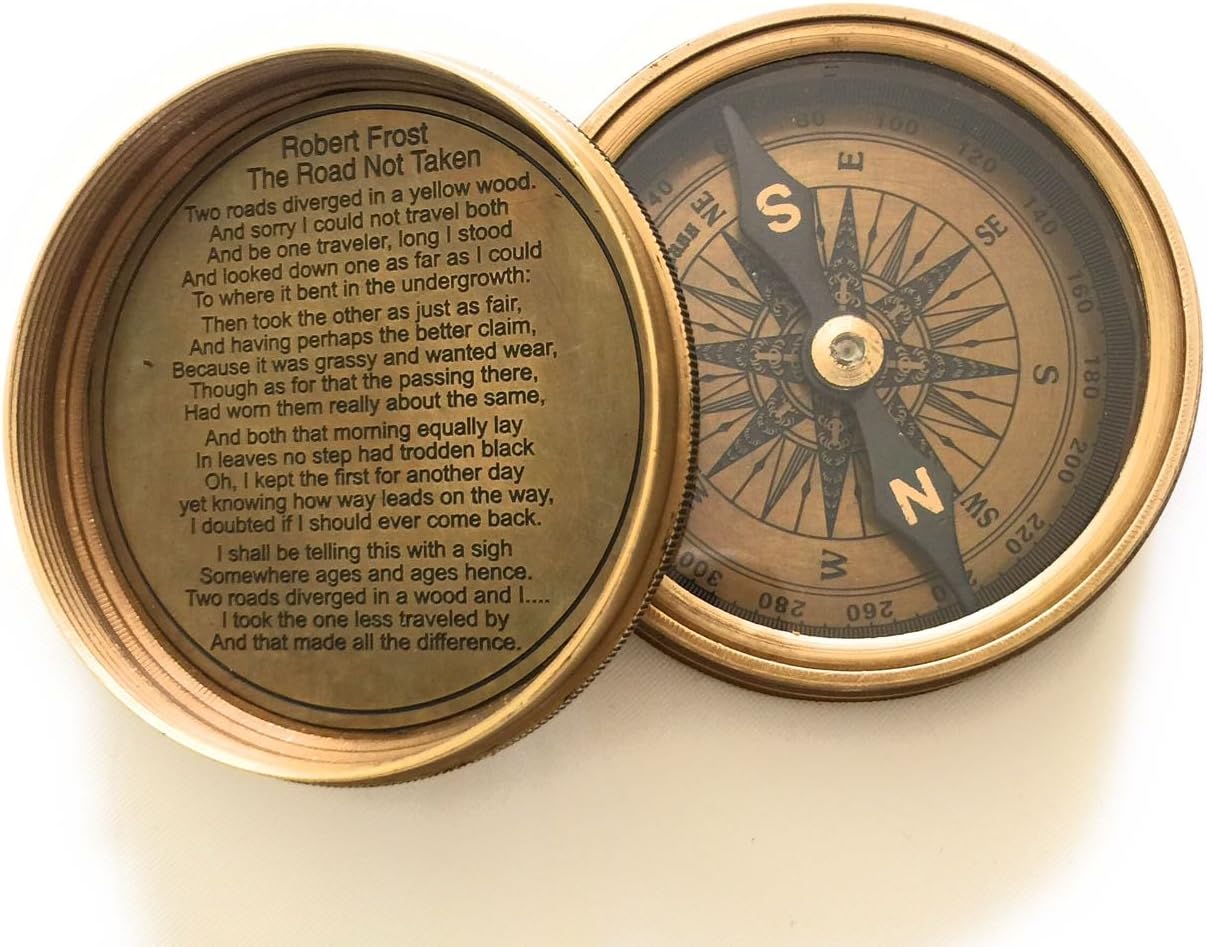 Robert Frost
The Road Not Taken
Two roads diverged in a yellow wood.
And sorry I could not travel both
And be one traveler, long I stood
And looked down one as far as I could
To where it bent in the undergrowth:
Then took the other as just as fair,
And having perhaps the better claim,
Because it was grassy and wanted wear,
Though as for that the passing there,
Had worn them really about the same,
And both that morning equally lay
In leaves no step had trodden black
Oh, I kept the first for another day
yet knowing how way leads on the way,
I doubted if I should ever come back.
I shall be telling this with a sigh
Somewhere ages and ages hence.
Two roads diverged in a wood and I....
I took the one less traveled by
And that made all the difference.
80
100
120
140
160
180
200
220
260
280
300
40
NE
E
SE
S
SW
W
S
N